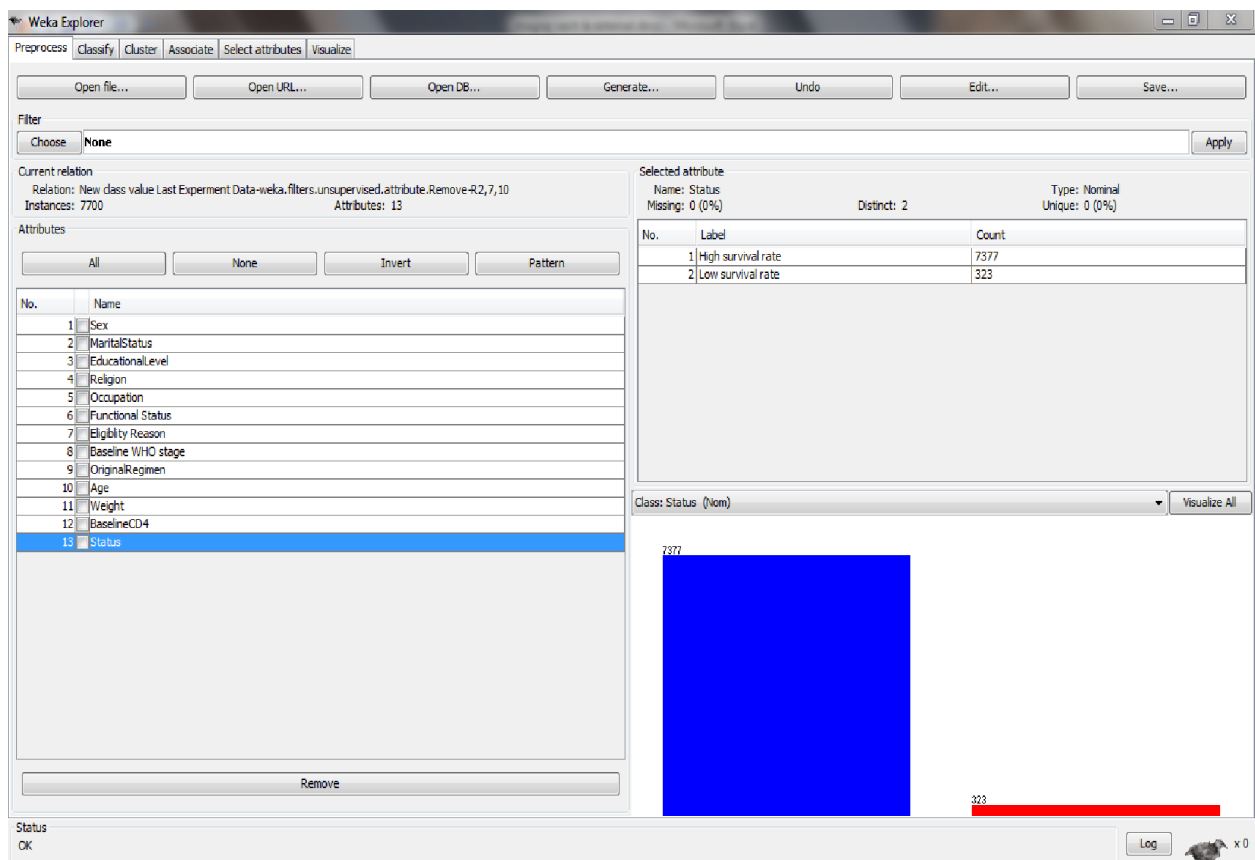 Weka Explorer
Preprocess Classify Cluster Associate Select attributes Visualize
Open file... Open URL... Open DB... Generate... Undo Edit... Save...
Filter
Choose None Apply
Current relation
Relation: New class value Last Experment Data-weka.filters.unsupervised.attribute.Remove-R2,7,10
Instances: 7700 Attributes: 13
Attributes
All None Invert Pattern
No. Name
1 Sex
2 MaritalStatus
3 EducationalLevel
4 Religion
5 Occupation
6 Functional Status
7 Eligiblity Reason
8 Baseline WHO stage
9 OriginalRegimen
10 Age
11 Weight
12 BaselineCD4
13 Status
Remove
Selected attribute
Name: Status Type: Nominal
Missing: 0 (0%) Distinct: 2 Unique: 0 (0%)
No. Label Count
1 High survival rate 7377
2 Low survival rate 323
Class: Status (Nom) Visualize All
7377
323
Status
OK Log x 0